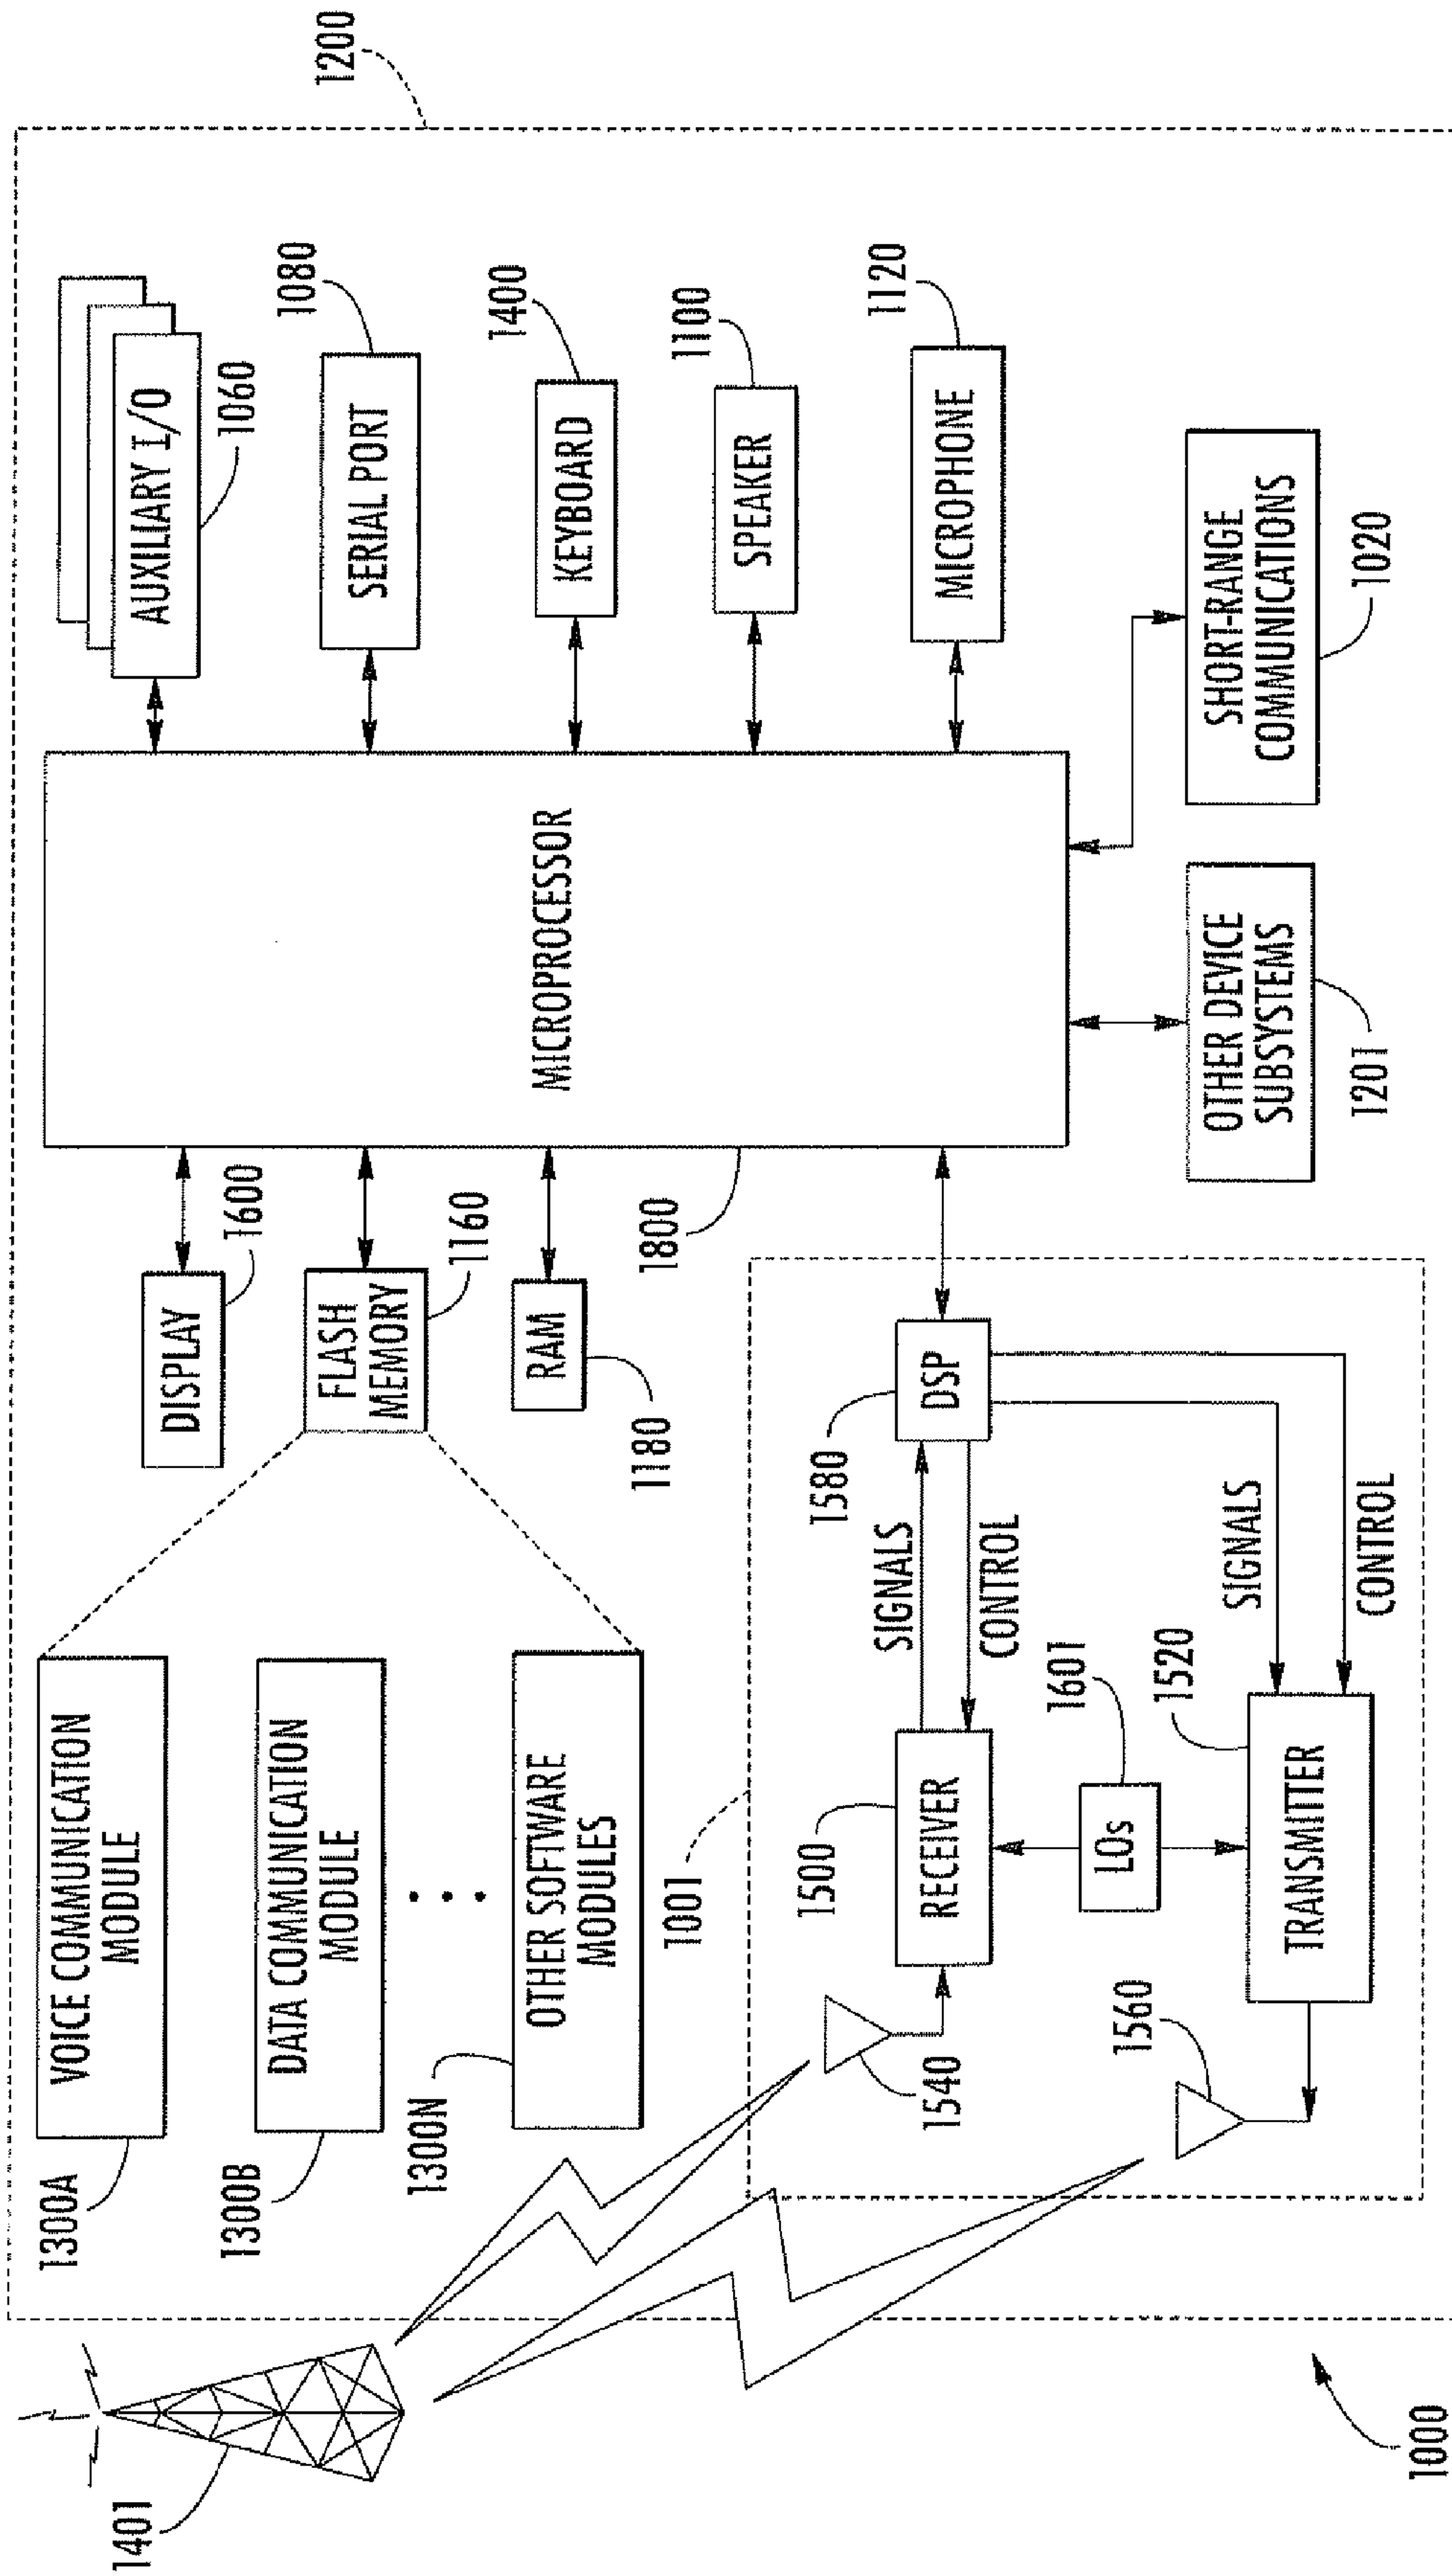 1401
1000
1200
1300A
VOICE COMMUNICATION
MODULE
1300B
DATA COMMUNICATION
MODULE
1300N
OTHER SOFTWARE
MODULES
DISPLAY
1600
FLASH
MEMORY
1160
RAM
1180
MICROPROCESSOR
1800
AUXILIARY I/O
1060
SERIAL PORT
1080
KEYBOARD
1400
SPEAKER
1100
MICROPHONE
1120
1001
1540
1500
RECEIVER
SIGNALS
CONTROL
1580
DSP
LOs
1601
1560
TRANSMITTER
1520
SIGNALS
CONTROL
OTHER DEVICE
SUBSYSTEMS
1201
SHORT-RANGE
COMMUNICATIONS
1020